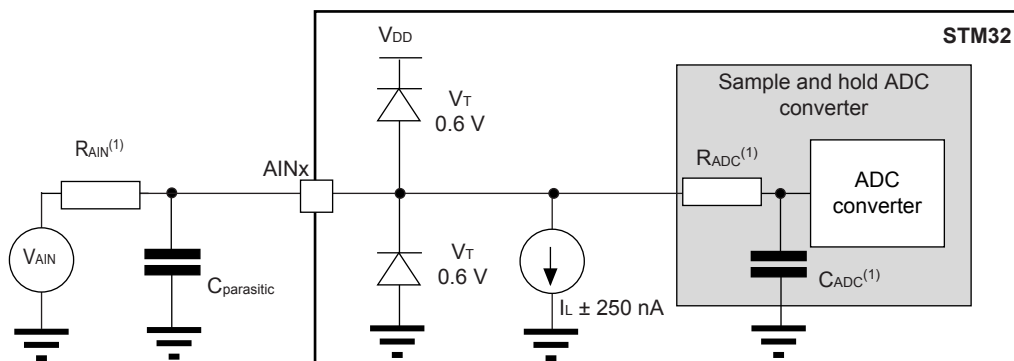 STM32
VDD
VT
0.6 V
Sample and hold ADC
converter
RAIN(1)
AINx
RADC(1)
ADC
converter
VAIN
Cparasitic
VT
0.6 V
IL ± 250 nA
CADC(1)